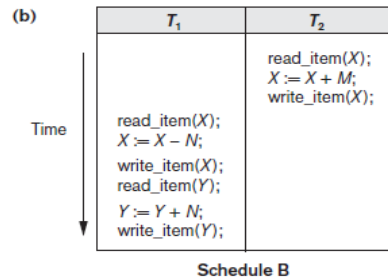 (b)
T1 T2
read_item(X);
X := X + M;
write_item(X);
read_item(X);
X := X – N;
Time
write_item(X);
read_item(Y);
Y := Y + N;
write_item(Y);
Schedule B